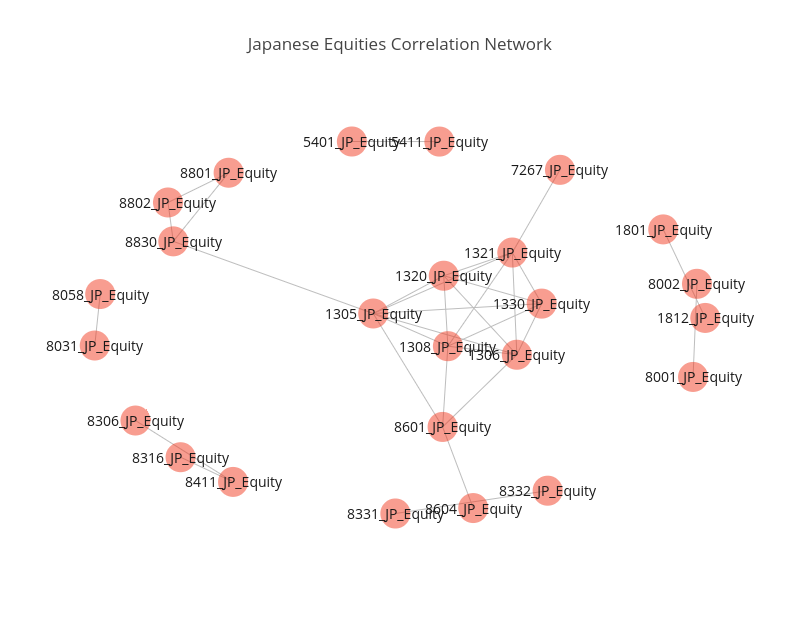 Japanese Equities Correlation Network
5401_JP_Equity
5411_JP_Equity
7267_JP_Equity
8801_JP_Equity
8802_JP_Equity
1801_JP_Equity
8830_JP_Equity
1321_JP_Equity
1320_JP_Equity
8002_JP_Equity
8058_JP_Equity
1330_JP_Equity
1305_JP_Equity
1812_JP_Equity
8031_JP_Equity
1308_JP_Equity
1306_JP_Equity
8001_JP_Equity
8306_JP_Equity
8601_JP_Equity
8316_JP_Equity
8411_JP_Equity
8332_JP_Equity
8604_JP_Equity
8331_JP_Equity